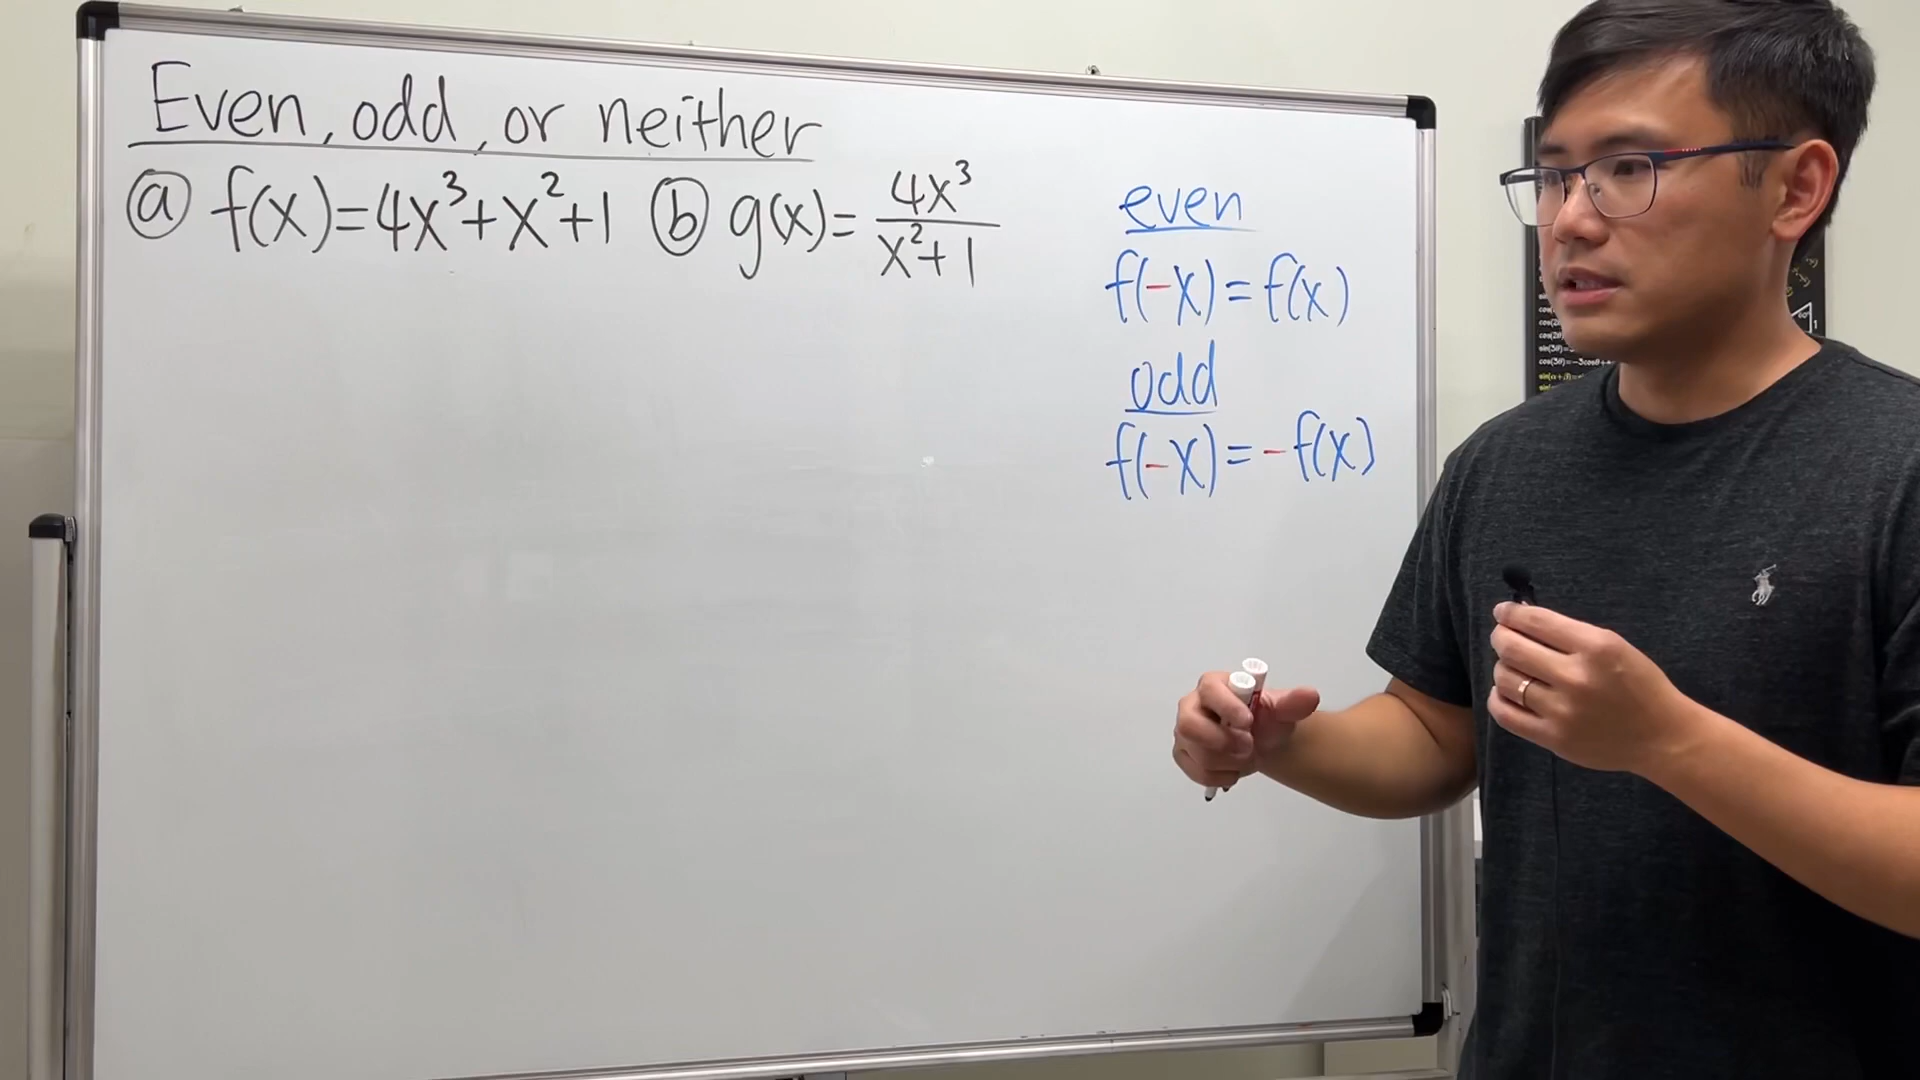 Even, odd, or neither
ⓐ f(x)=4x³+x²+1 ⓑ g(x)= 4x³/(x²+1)
even
f(-x)=f(x)
odd
f(-x)=-f(x)